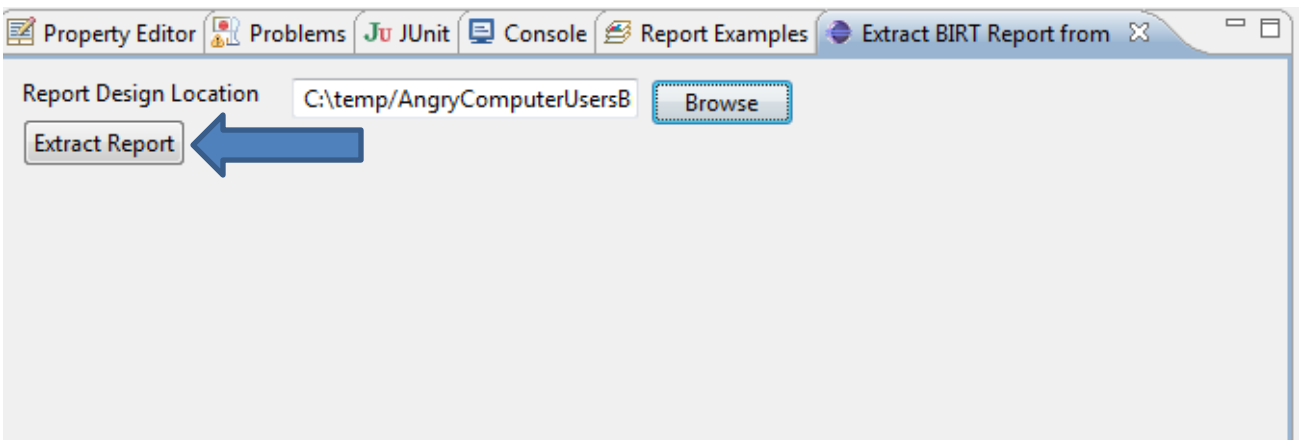 Property Editor Problems Ju JUnit Console Report Examples Extract BIRT Report from
Report Design Location C:\temp/AngryComputerUsersB Browse
Extract Report